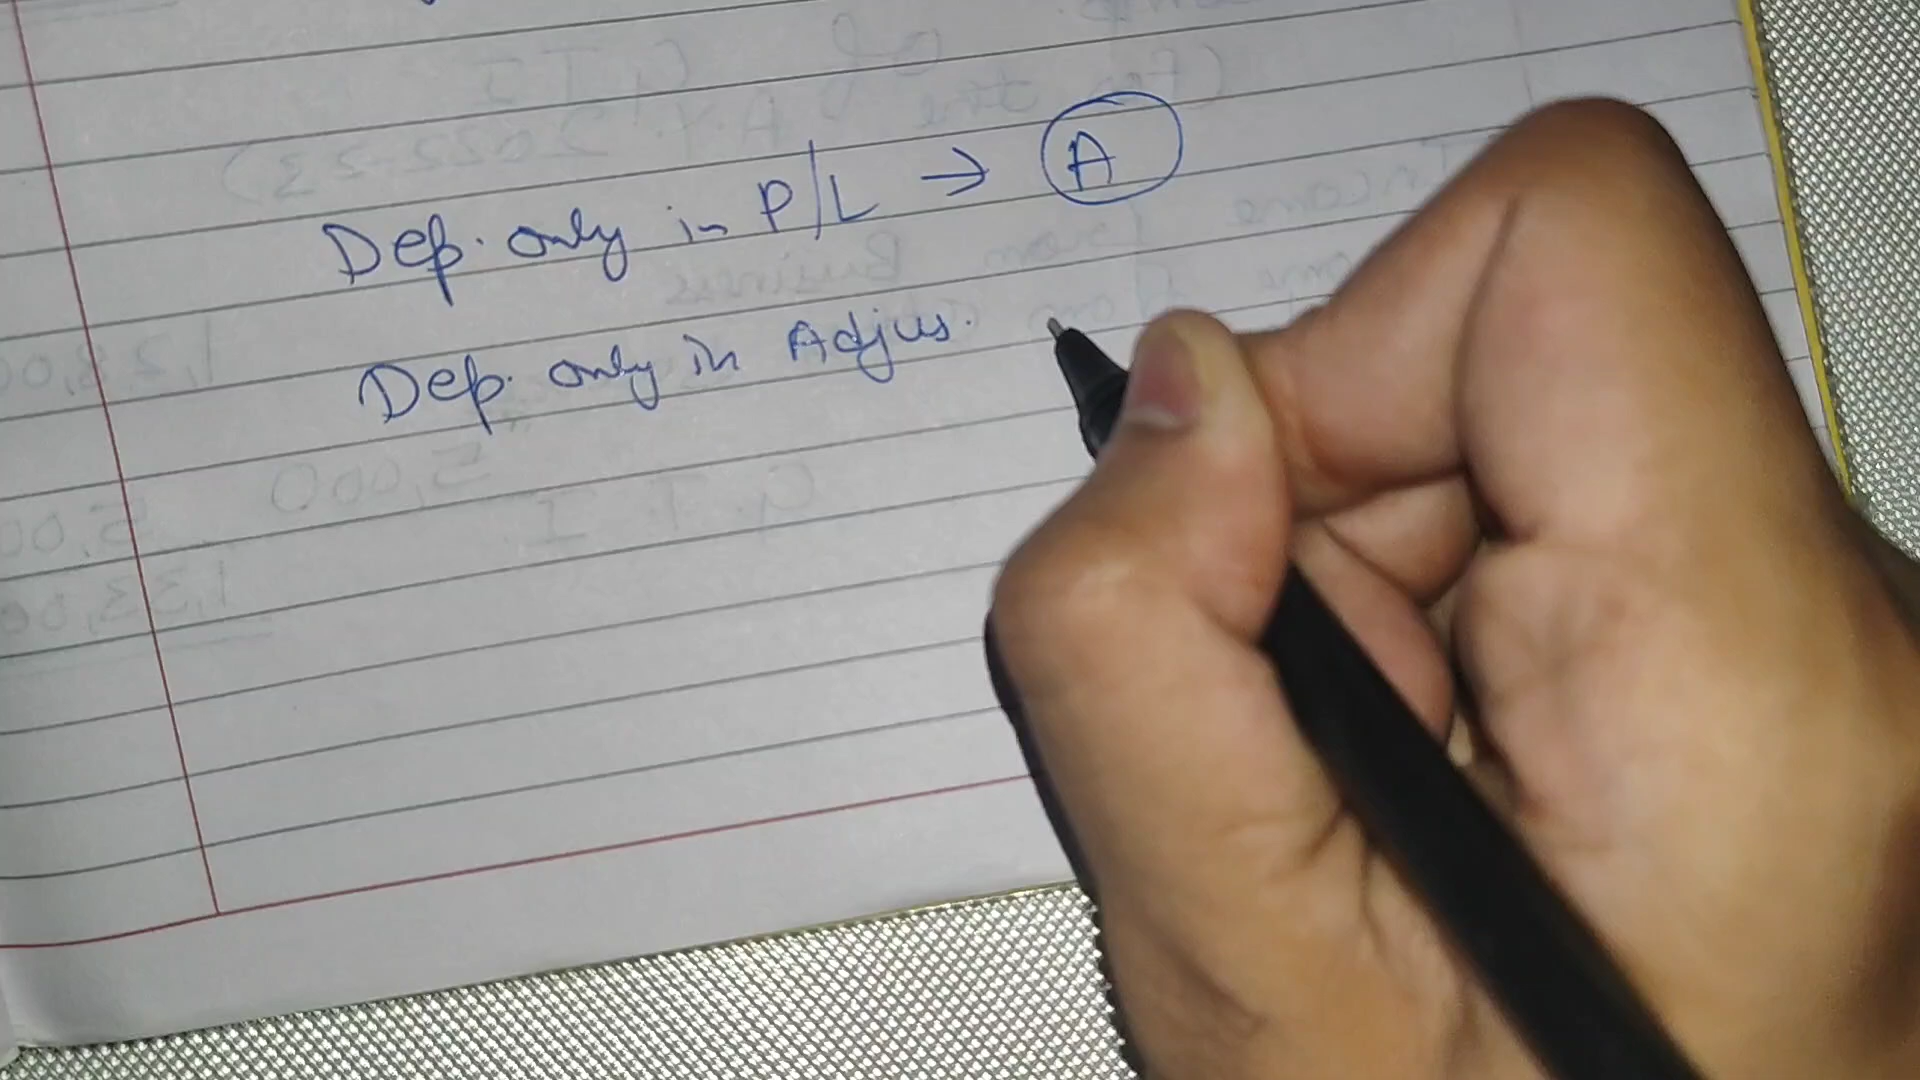 Dep. only in P/L → A
Dep. only in Adjus.